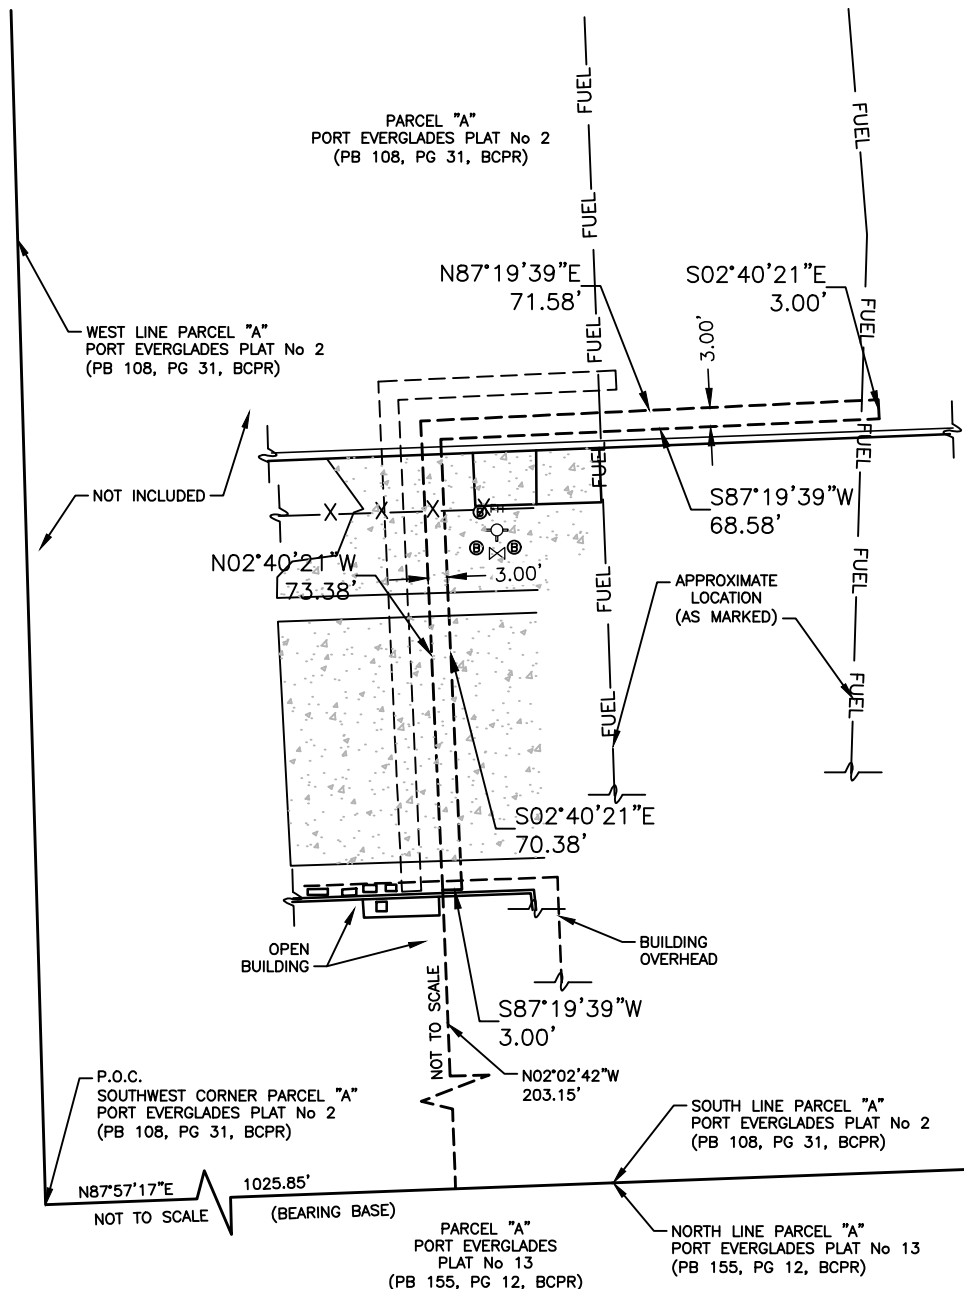 PARCEL "A"
PORT EVERGLADES PLAT No 2
(PB 108, PG 31, BCPR)
FUEL
FUEL
FUEL
FUEL
FUEL
FUEL
FUEL
FUEL
FUEL
FUEL
FUEL
FUEL
N87°19'39"E
71.58'
S02°40'21"E
3.00'
3.00'
WEST LINE PARCEL "A"
PORT EVERGLADES PLAT No 2
(PB 108, PG 31, BCPR)
NOT INCLUDED
S87°19'39"W
68.58'
X
X
X
X
FH
B
B
B
N02°40'21"W
73.38'
3.00'
APPROXIMATE
LOCATION
(AS MARKED)
S02°40'21"E
70.38'
OPEN
BUILDING
BUILDING
OVERHEAD
NOT TO SCALE
S87°19'39"W
3.00'
N02°02'42"W
203.15'
P.O.C.
SOUTHWEST CORNER PARCEL "A"
PORT EVERGLADES PLAT No 2
(PB 108, PG 31, BCPR)
SOUTH LINE PARCEL "A"
PORT EVERGLADES PLAT No 2
(PB 108, PG 31, BCPR)
N87°57'17"E
1025.85'
NOT TO SCALE
(BEARING BASE)
PARCEL "A"
PORT EVERGLADES
PLAT No 13
(PB 155, PG 12, BCPR)
NORTH LINE PARCEL "A"
PORT EVERGLADES PLAT No 13
(PB 155, PG 12, BCPR)